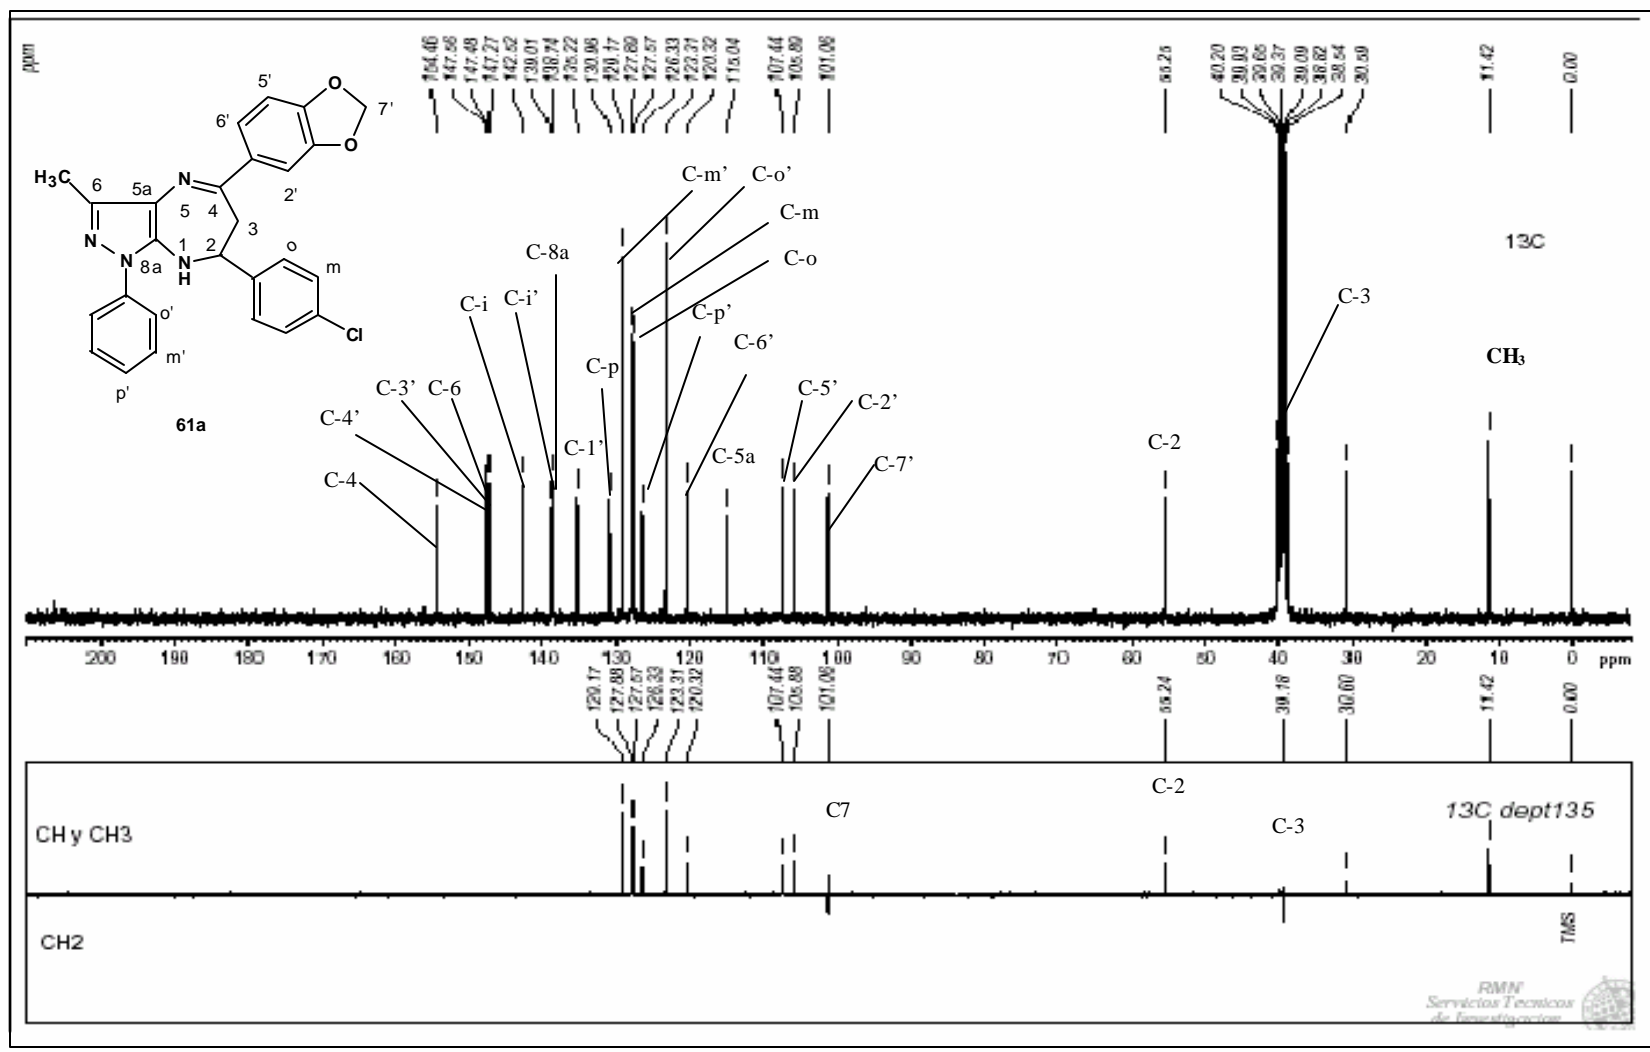 ppm
154.46 147.56 147.48 147.27 142.52 139.01 138.74 135.22 130.96 129.17 127.89 127.57 126.33 123.31 120.32 115.04 107.44 105.89 101.06
55.25
40.20 39.93 39.65 39.37 39.09 38.82 38.54 30.59
11.42
0.00
5'
O
7'
6'
O
H₃C
6
5a
N
5
4
2'
3
N
1
2
o
N
8a
N
H
m
o'
Cl
m'
p'
61a
C-m'
C-o'
C-m
13C
C-8a
C-o
C-i
C-i'
C-p'
C-3
C-p
C-6'
CH₃
C-3'
C-6
C-5'
C-2'
C-4'
C-1'
C-5a
C-2
C-7'
C-4
200 190 180 170 160 150 140 130 120 110 100 90 80 70 60 50 40 30 20 10 0 ppm
129.17 127.88 127.57 126.33 123.31 120.32
107.44 105.88 101.06
55.24
39.18
30.60
11.42
0.00
C-2
C7
13C dept135
C-3
CH y CH3
TMS
CH2
RMN
Servicios Tecnicos
de Investigacion